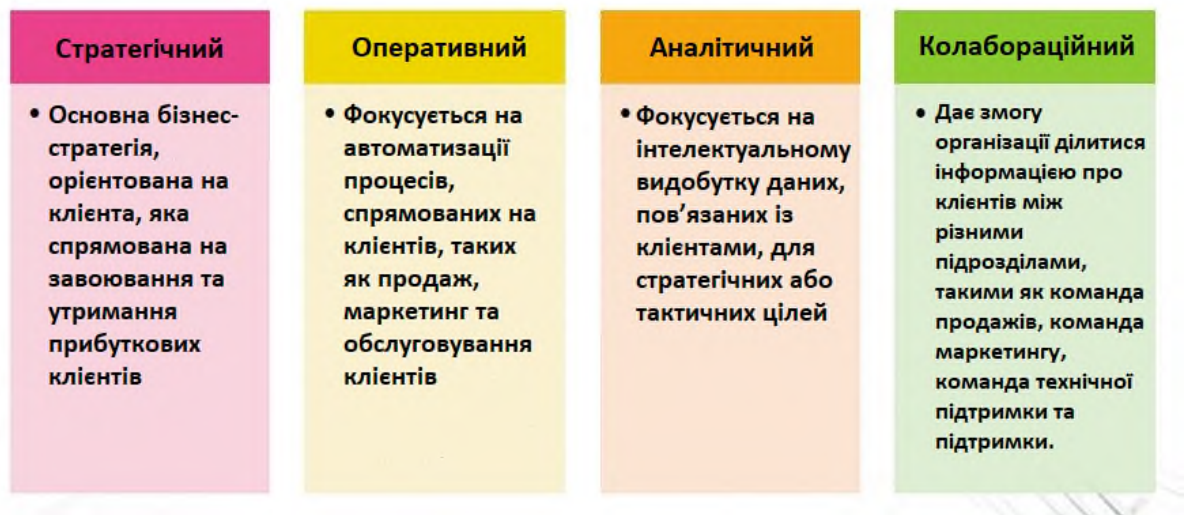 Стратегічний
• Основна бізнес-
стратегія,
орієнтована на
клієнта, яка
спрямована на
завоювання та
утримання
прибуткових
клієнтів
Оперативний
• Фокусується на
автоматизації
процесів,
спрямованих на
клієнтів, таких
як продаж,
маркетинг та
обслуговування
клієнтів
Аналітичний
• Фокусується на
інтелектуальному
видобутку даних,
пов’язаних із
клієнтами, для
стратегічних або
тактичних цілей
Колабораційний
• Дає змогу
організації ділитися
інформацією про
клієнтів між
різними
підрозділами,
такими як команда
продажів, команда
маркетингу,
команда технічної
підтримки та
підтримки.